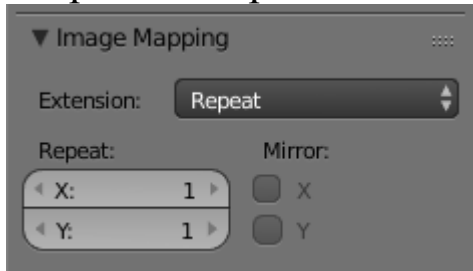 Image Mapping
Extension: Repeat
Repeat: Mirror:
X: 1 X
Y: 1 Y